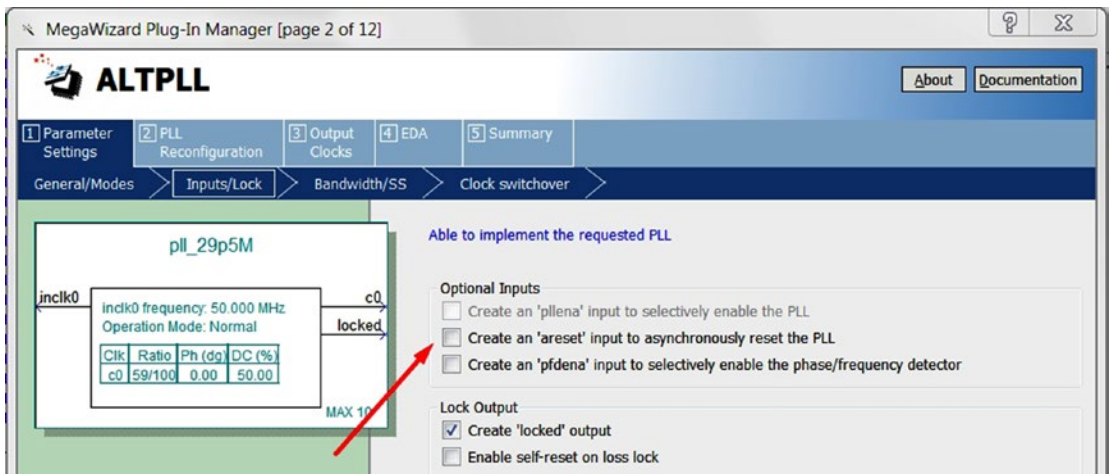 MegaWizard Plug-In Manager [page 2 of 12]
ALTPLL
About
Documentation
1 Parameter Settings
2 PLL Reconfiguration
3 Output Clocks
4 EDA
5 Summary
General/Modes
Inputs/Lock
Bandwidth/SS
Clock switchover
pll_29p5M
inclk0
c0
locked
inclk0 frequency: 50.000 MHz
Operation Mode: Normal
Clk Ratio Ph (dg) DC (%)
c0 59/100 0.00 50.00
MAX 10
Able to implement the requested PLL
Optional Inputs
Create an 'pllena' input to selectively enable the PLL
Create an 'areset' input to asynchronously reset the PLL
Create an 'pfdena' input to selectively enable the phase/frequency detector
Lock Output
Create 'locked' output
Enable self-reset on loss lock